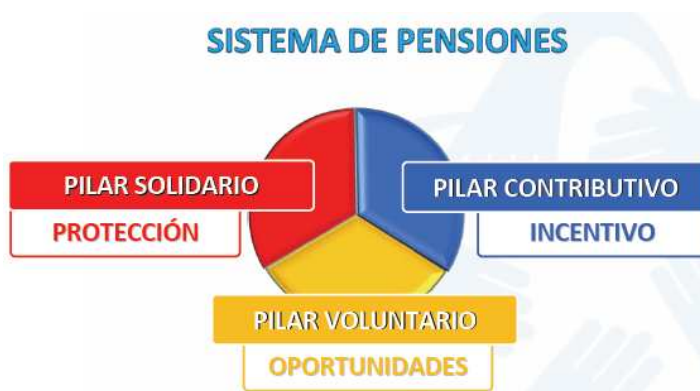 SISTEMA DE PENSIONES
PILAR SOLIDARIO
PROTECCIÓN
PILAR CONTRIBUTIVO
INCENTIVO
PILAR VOLUNTARIO
OPORTUNIDADES